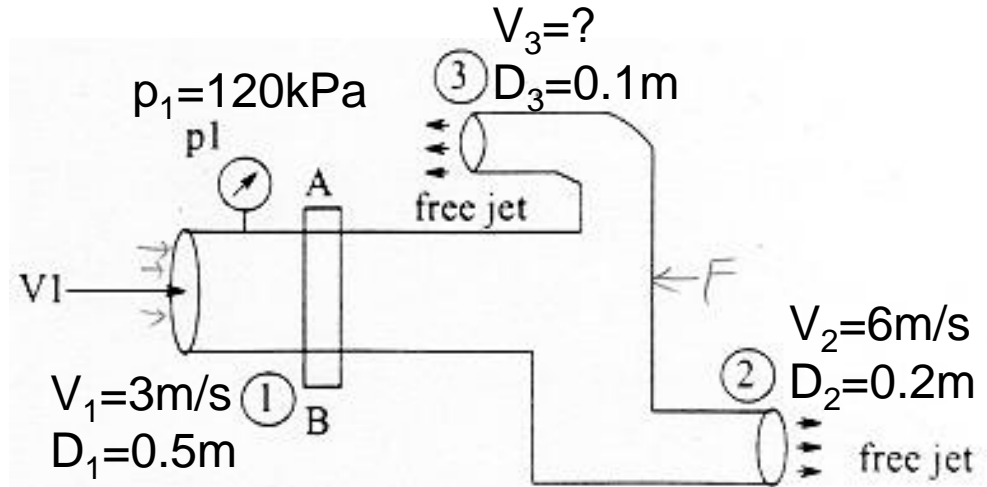 V₃=?
③ D₃=0.1m
p₁=120kPa
p1
A
free jet
V1
F
V₂=6m/s
② D₂=0.2m
V₁=3m/s ①
B
D₁=0.5m
free jet